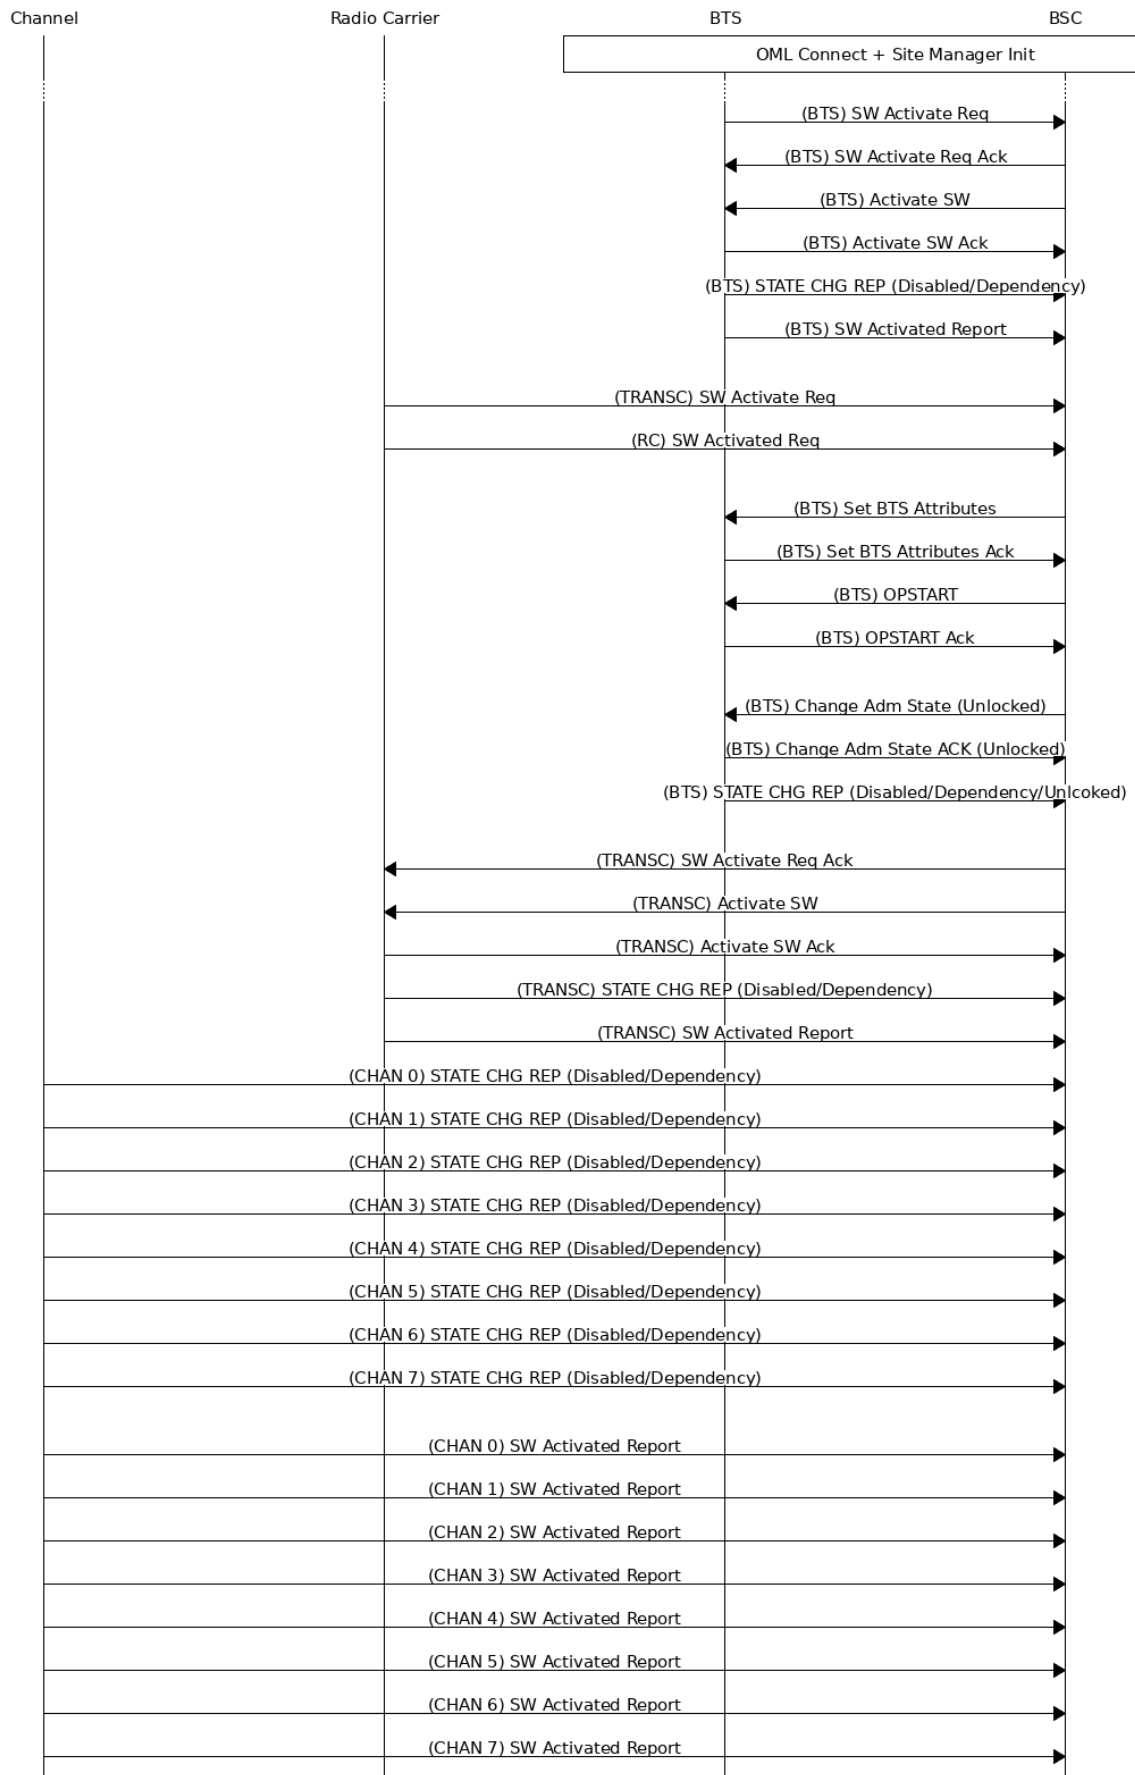 Channel
Radio Carrier
BTS
BSC
OML Connect + Site Manager Init
(BTS) SW Activate Req
(BTS) SW Activate Req Ack
(BTS) Activate SW
(BTS) Activate SW Ack
(BTS) STATE CHG REP (Disabled/Dependency)
(BTS) SW Activated Report
(TRANSC) SW Activate Req
(RC) SW Activated Req
(BTS) Set BTS Attributes
(BTS) Set BTS Attributes Ack
(BTS) OPSTART
(BTS) OPSTART Ack
(BTS) Change Adm State (Unlocked)
(BTS) Change Adm State ACK (Unlocked)
(BTS) STATE CHG REP (Disabled/Dependency/Unlcoked)
(TRANSC) SW Activate Req Ack
(TRANSC) Activate SW
(TRANSC) Activate SW Ack
(TRANSC) STATE CHG REP (Disabled/Dependency)
(TRANSC) SW Activated Report
(CHAN 0) STATE CHG REP (Disabled/Dependency)
(CHAN 1) STATE CHG REP (Disabled/Dependency)
(CHAN 2) STATE CHG REP (Disabled/Dependency)
(CHAN 3) STATE CHG REP (Disabled/Dependency)
(CHAN 4) STATE CHG REP (Disabled/Dependency)
(CHAN 5) STATE CHG REP (Disabled/Dependency)
(CHAN 6) STATE CHG REP (Disabled/Dependency)
(CHAN 7) STATE CHG REP (Disabled/Dependency)
(CHAN 0) SW Activated Report
(CHAN 1) SW Activated Report
(CHAN 2) SW Activated Report
(CHAN 3) SW Activated Report
(CHAN 4) SW Activated Report
(CHAN 5) SW Activated Report
(CHAN 6) SW Activated Report
(CHAN 7) SW Activated Report